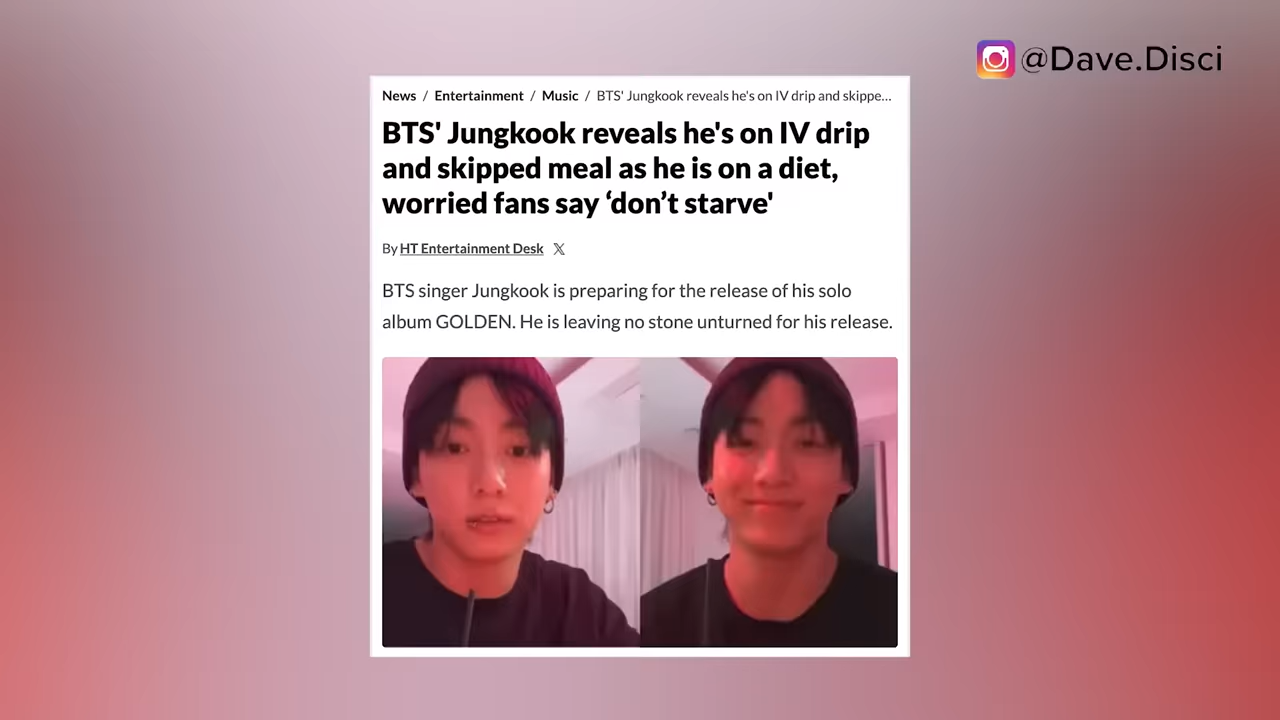 @Dave.Disci
News / Entertainment / Music / BTS' Jungkook reveals he's on IV drip and skippe...
BTS' Jungkook reveals he's on IV drip
and skipped meal as he is on a diet,
worried fans say ‘don’t starve'
By HT Entertainment Desk X
BTS singer Jungkook is preparing for the release of his solo
album GOLDEN. He is leaving no stone unturned for his release.